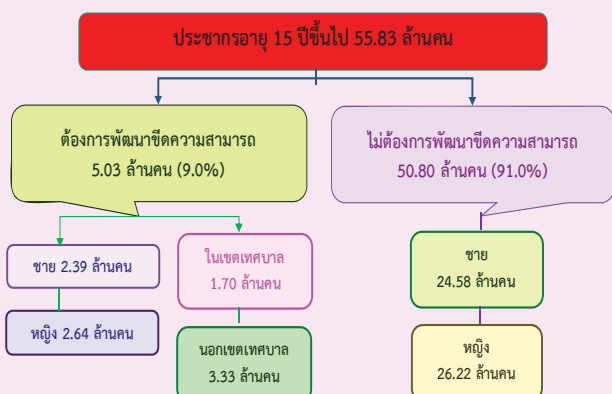 ประชากรอายุ 15 ปีขึ้นไป 55.83 ล้านคน
ต้องการพัฒนาขีดความสามารถ
5.03 ล้านคน (9.0%)
ไม่ต้องการพัฒนาขีดความสามารถ
50.80 ล้านคน (91.0%)
ชาย 2.39 ล้านคน
หญิง 2.64 ล้านคน
ในเขตเทศบาล
1.70 ล้านคน
นอกเขตเทศบาล
3.33 ล้านคน
ชาย
24.58 ล้านคน
หญิง
26.22 ล้านคน